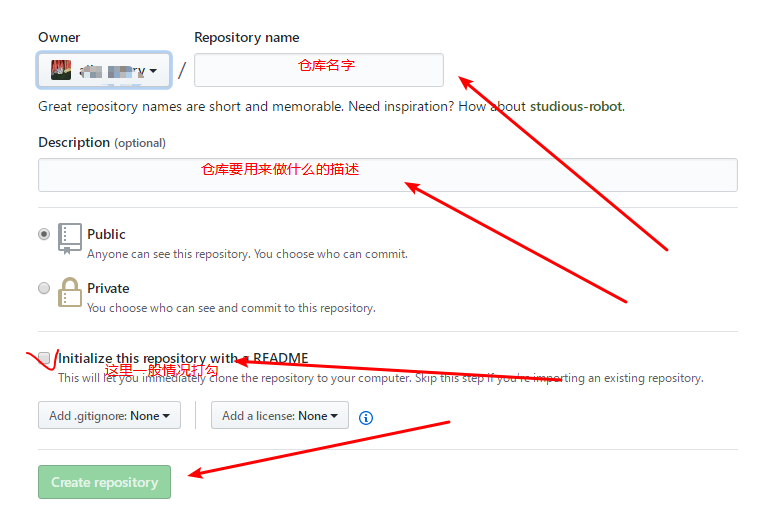 Owner
Repository name
/
仓库名字
Great repository names are short and memorable. Need inspiration? How about studious-robot.
Description (optional)
仓库要用来做什么的描述
Public
Anyone can see this repository. You choose who can commit.
Private
You choose who can see and commit to this repository.
Initialize this repository with a README
这里一般情况打勾
This will let you immediately clone the repository to your computer. Skip this step if you're importing an existing repository.
Add .gitignore: None
Add a license: None
Create repository